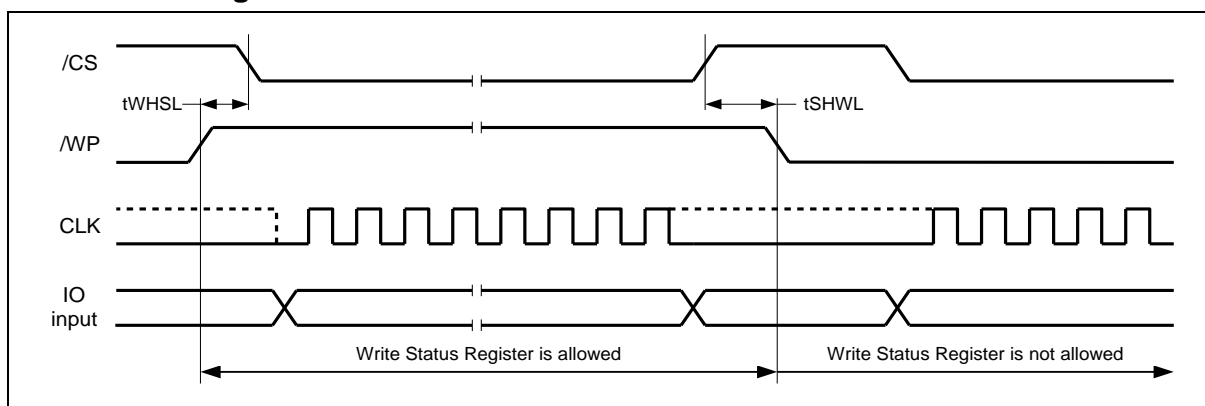 /CS
tWHSL
tSHWL
/WP
CLK
IO
input
Write Status Register is allowed
Write Status Register is not allowed